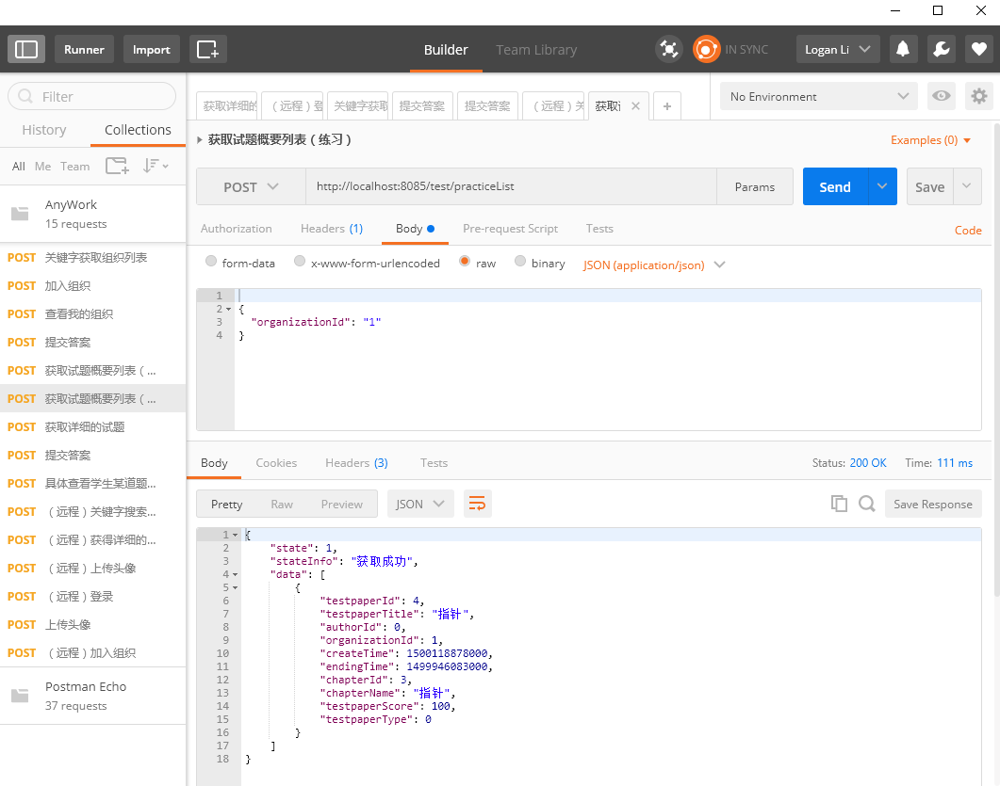 Runner
Import
Builder
Team Library
IN SYNC
Logan Li
Filter
History
Collections
All Me Team
AnyWork
15 requests
POST 关键字获取组织列表
POST 加入组织
POST 查看我的组织
POST 提交答案
POST 获取试题概要列表（...
POST 获取试题概要列表（...
POST 获取详细的试题
POST 提交答案
POST 具体查看学生某道题...
POST （远程）关键字搜索...
POST （远程）获得详细的...
POST （远程）上传头像
POST （远程）登录
POST 上传头像
POST （远程）加入组织
Postman Echo
37 requests
获取详细的 （远程）登 关键字获取 提交答案 提交答案 （远程）关 获取试 ✕ +
No Environment
获取试题概要列表（练习）
Examples (0)
POST http://localhost:8085/test/practiceList Params Send Save
Authorization Headers (1) Body Pre-request Script Tests Code
form-data x-www-form-urlencoded raw binary JSON (application/json)
1
2 {
3 "organizationId": "1"
4 }
Body Cookies Headers (3) Tests Status: 200 OK Time: 111 ms
Pretty Raw Preview JSON Save Response
1 {
2 "state": 1,
3 "stateInfo": "获取成功",
4 "data": [
5 {
6 "testpaperId": 4,
7 "testpaperTitle": "指针",
8 "authorId": 0,
9 "organizationId": 1,
10 "createTime": 1500118878000,
11 "endingTime": 1499946083000,
12 "chapterId": 3,
13 "chapterName": "指针",
14 "testpaperScore": 100,
15 "testpaperType": 0
16 }
17 ]
18 }